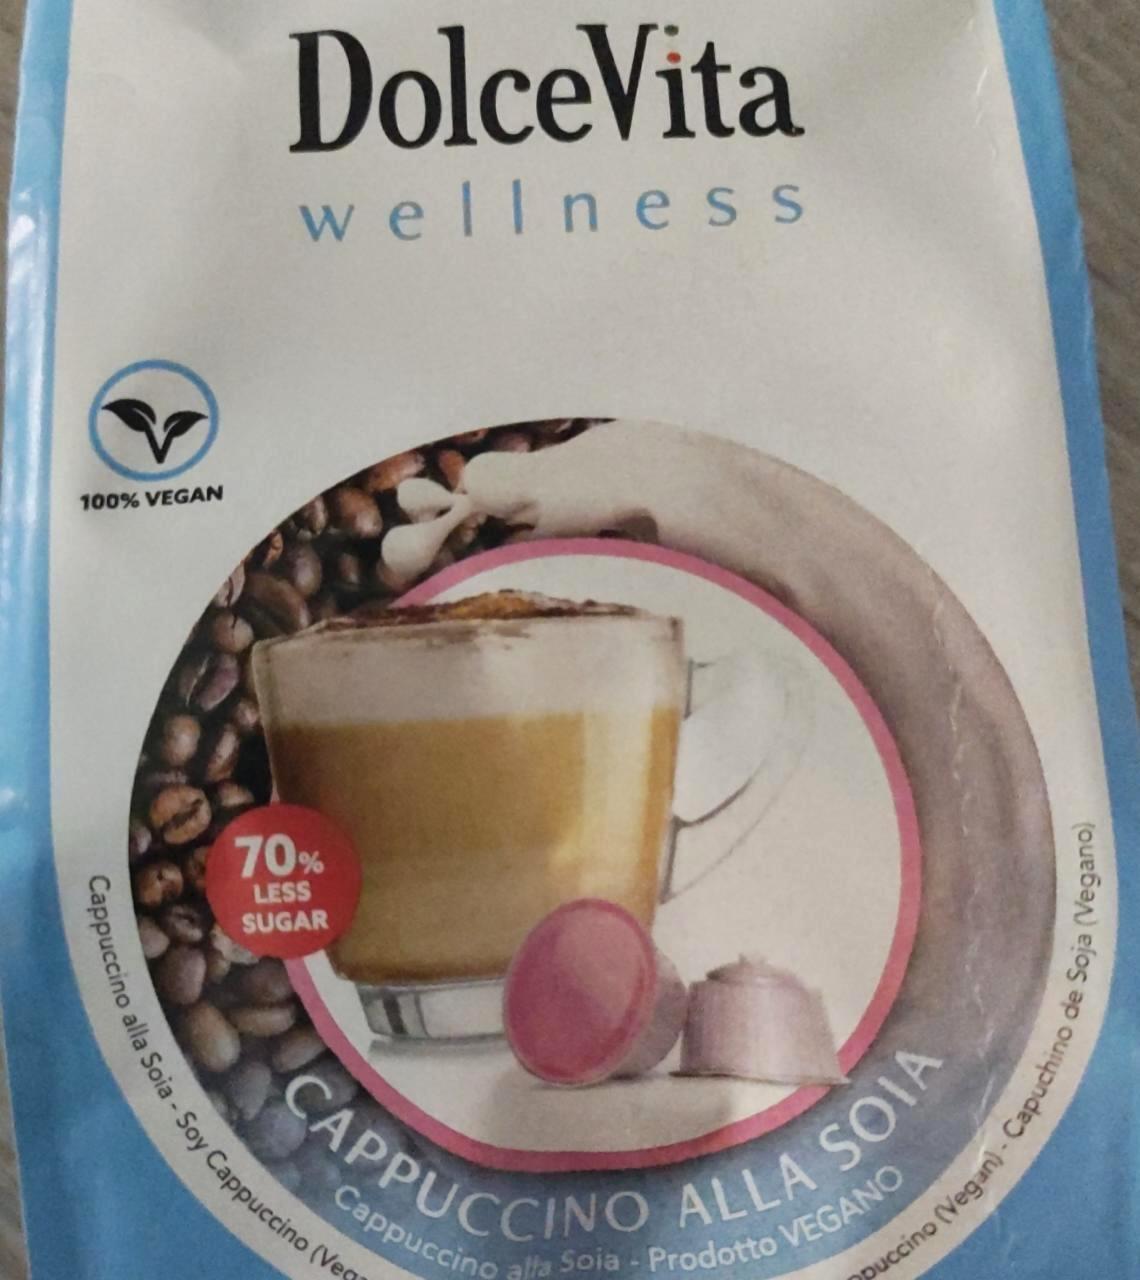 DolceVita
wellness
100% VEGAN
70%
LESS
SUGAR
CAPPUCCINO ALLA SOIA
Cappuccino alla Soia - Prodotto VEGANO
Cappuccino alla Soia - Soy Cappuccino
(Vegan) - Capuchino de Soja (Vegano)